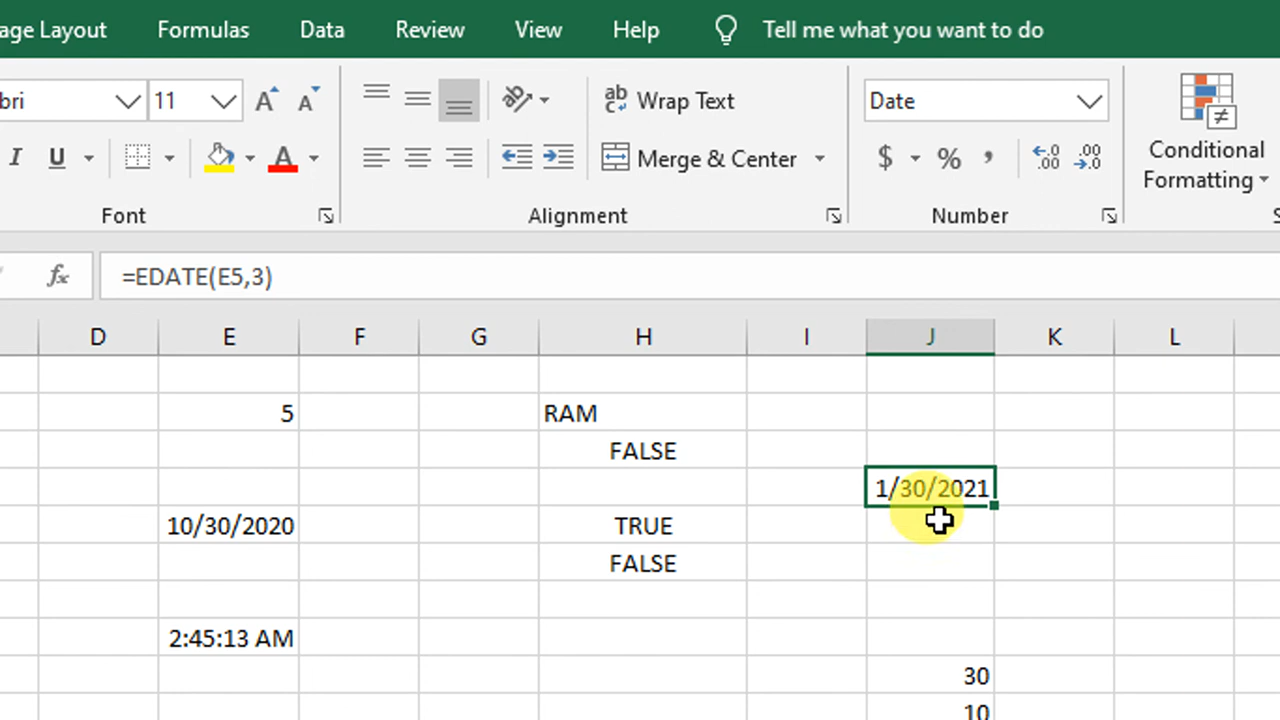 age Layout Formulas Data Review View Help Tell me what you want to do
bri 11 Wrap Text Date
I U A Merge & Center $ % , Conditional
Formatting
Font Alignment Number
fx =EDATE(E5,3)
D E F G H I J K L
5 RAM
FALSE
1/30/2021
10/30/2020 TRUE
FALSE
2:45:13 AM
30
10